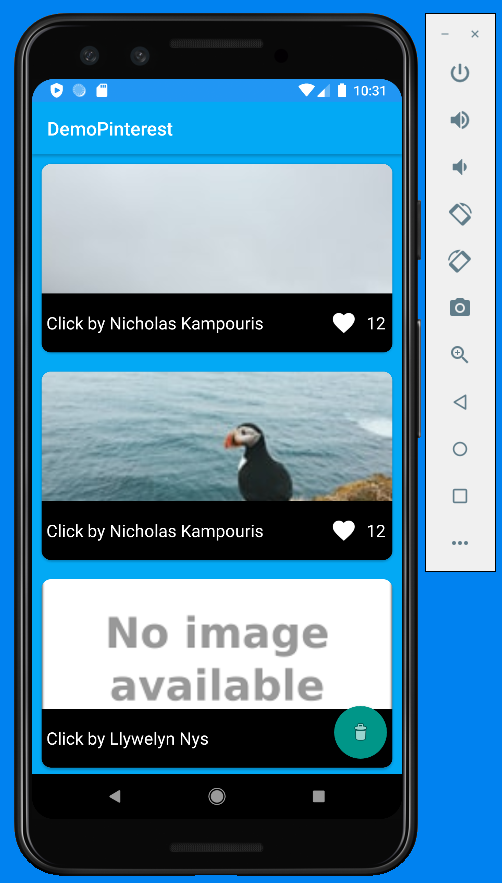 10:31
DemoPinterest
Click by Nicholas Kampouris 12
Click by Nicholas Kampouris 12
No image
available
Click by Llywelyn Nys